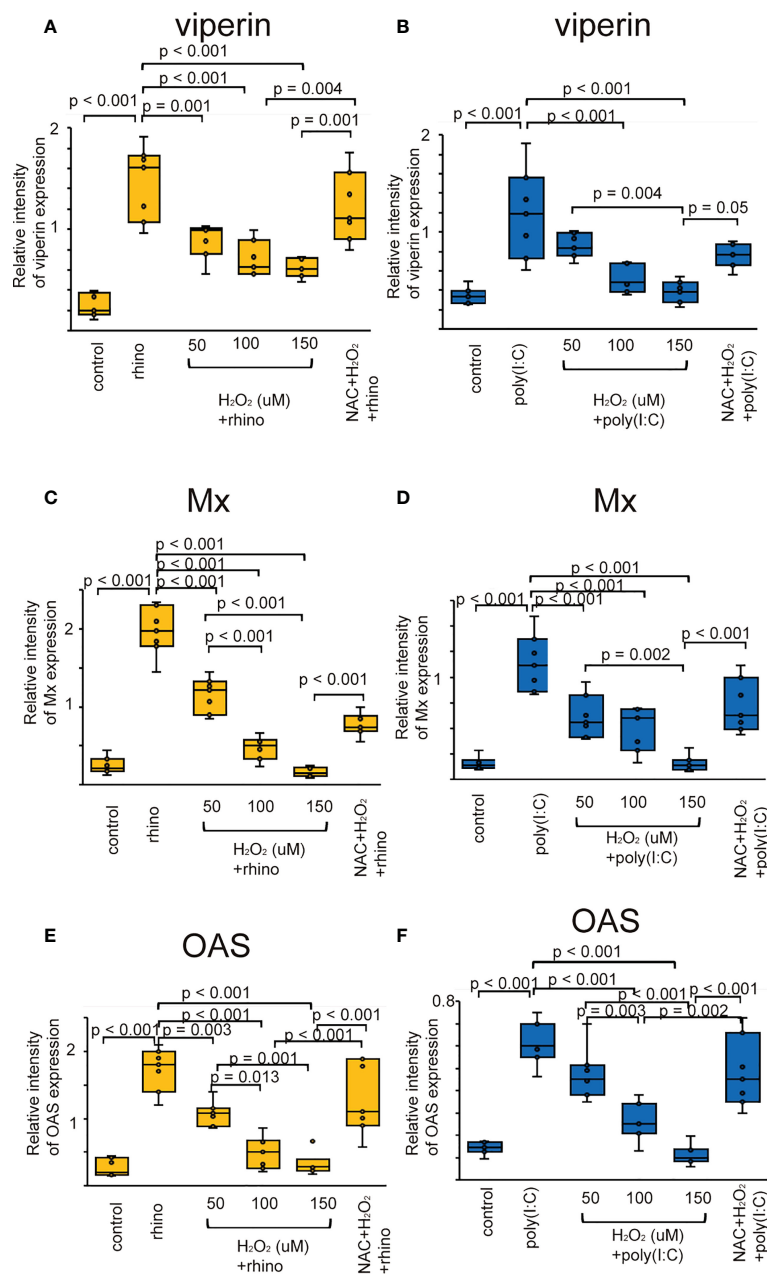 A
viperin
p < 0.001
p < 0.001
p = 0.004
p < 0.001
p = 0.001
p = 0.001
2
1
Relative intensity
of viperin expression
control
rhino
50
100
150
H₂O₂ (uM)
+rhino
NAC+H₂O₂
+rhino
B
viperin
p < 0.001
p < 0.001
p < 0.001
p = 0.004
p = 0.05
2
1
Relative intensity
of viperin expression
control
poly(I:C)
50
100
150
H₂O₂ (uM)
+poly(I:C)
NAC+H₂O₂
+poly(I:C)
C
Mx
p < 0.001
p < 0.001
p < 0.001
p < 0.001
p < 0.001
p < 0.001
p < 0.001
2
1
Relative intensity
of Mx expression
control
rhino
50
100
150
H₂O₂ (uM)
+rhino
NAC+H₂O₂
+rhino
D
Mx
p < 0.001
p < 0.001
p < 0.001
p < 0.001
p < 0.001
p = 0.002
1
Relative intensity
of Mx expression
control
poly(I:C)
50
100
150
H₂O₂ (uM)
+poly(I:C)
NAC+H₂O₂
+poly(I:C)
E
OAS
p < 0.001
p < 0.001
p < 0.001
p < 0.001
p = 0.003
p < 0.001
p = 0.001
p = 0.013
2
1
Relative intensity
of OAS expression
control
rhino
50
100
150
H₂O₂ (uM)
+rhino
NAC+H₂O₂
+rhino
F
OAS
p < 0.001
p < 0.001
p < 0.001
p < 0.001
p < 0.001
p = 0.003
p = 0.002
0.8
Relative intensity
of OAS expression
control
poly(I:C)
50
100
150
H₂O₂ (uM)
+poly(I:C)
NAC+H₂O₂
+poly(I:C)